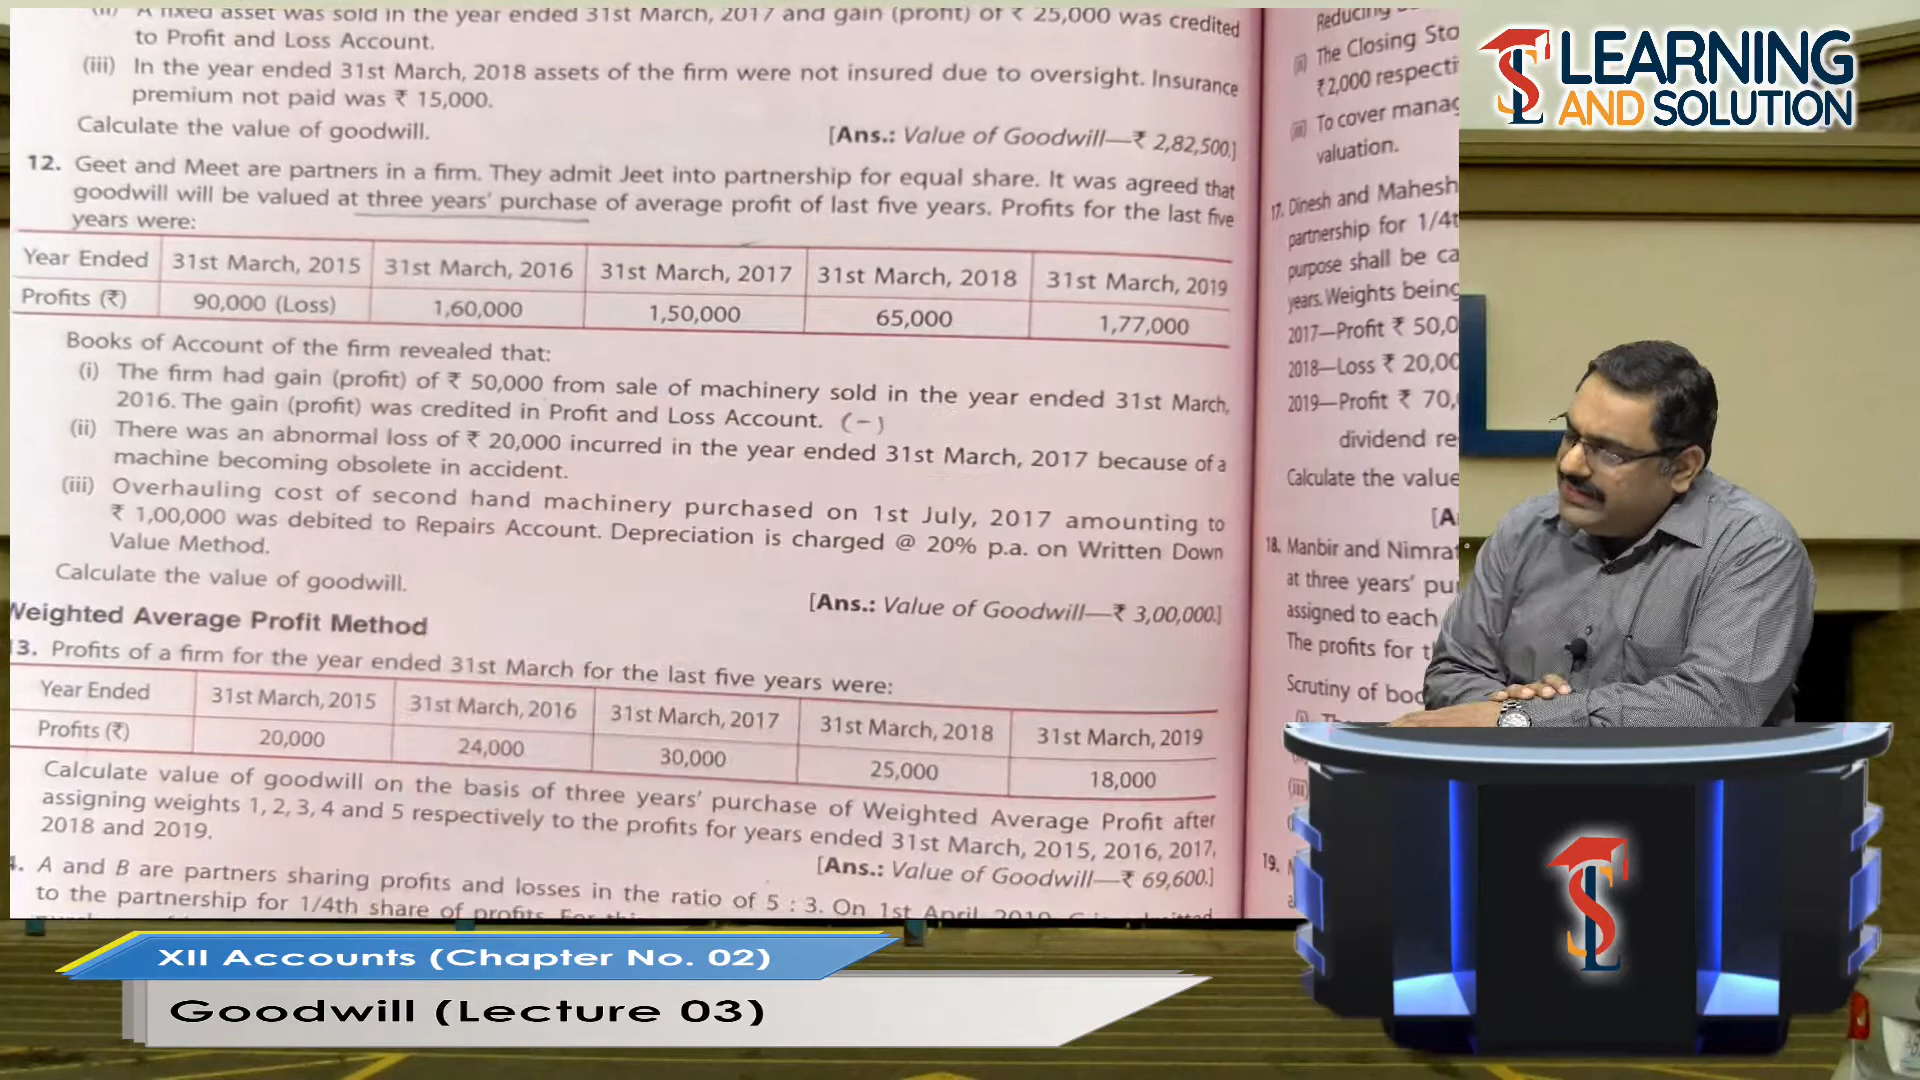 A fixed asset was sold in the year ended 31st March, 2017 and gain (profit) of ₹ 25,000 was credited
to Profit and Loss Account.
(iii) In the year ended 31st March, 2018 assets of the firm were not insured due to oversight. Insurance
premium not paid was ₹ 15,000.
Calculate the value of goodwill.
[Ans.: Value of Goodwill—₹ 2,82,500.]
12. Geet and Meet are partners in a firm. They admit Jeet into partnership for equal share. It was agreed that
goodwill will be valued at three years' purchase of average profit of last five years. Profits for the last five
years were:
Year Ended 31st March, 2015 31st March, 2016 31st March, 2017 31st March, 2018 31st March, 2019
Profits (₹) 90,000 (Loss) 1,60,000 1,50,000 65,000 1,77,000
Books of Account of the firm revealed that:
(i) The firm had gain (profit) of ₹ 50,000 from sale of machinery sold in the year ended 31st March,
2016. The gain (profit) was credited in Profit and Loss Account. (-)
(ii) There was an abnormal loss of ₹ 20,000 incurred in the year ended 31st March, 2017 because of a
machine becoming obsolete in accident.
(iii) Overhauling cost of second hand machinery purchased on 1st July, 2017 amounting to
₹ 1,00,000 was debited to Repairs Account. Depreciation is charged @ 20% p.a. on Written Down
Value Method.
Calculate the value of goodwill.
[Ans.: Value of Goodwill—₹ 3,00,000.]
Weighted Average Profit Method
3. Profits of a firm for the year ended 31st March for the last five years were:
Year Ended 31st March, 2015 31st March, 2016 31st March, 2017 31st March, 2018 31st March, 2019
Profits (₹) 20,000 24,000 30,000 25,000 18,000
Calculate value of goodwill on the basis of three years' purchase of Weighted Average Profit after
assigning weights 1, 2, 3, 4 and 5 respectively to the profits for years ended 31st March, 2015, 2016, 2017,
2018 and 2019.
[Ans.: Value of Goodwill—₹ 69,600.]
4. A and B are partners sharing profits and losses in the ratio of 5 : 3. On 1st April
to the partnership for 1/4th share of profits.
Reducing
(i) The Closing Sto
₹ 2,000 respecti
(iii) To cover manag
valuation.
17. Dinesh and Mahesh
partnership for 1/4t
purpose shall be ca
years. Weights being
2017—Profit ₹ 50,0
2018—Loss ₹ 20,00
2019—Profit ₹ 70,
dividend re
Calculate the value
[A
18. Manbir and Nimra
at three years' pu
assigned to each
The profits for t
Scrutiny of boo
(iii)
19.
LEARNING
AND SOLUTION
XII Accounts (Chapter No. 02)
Goodwill (Lecture 03)